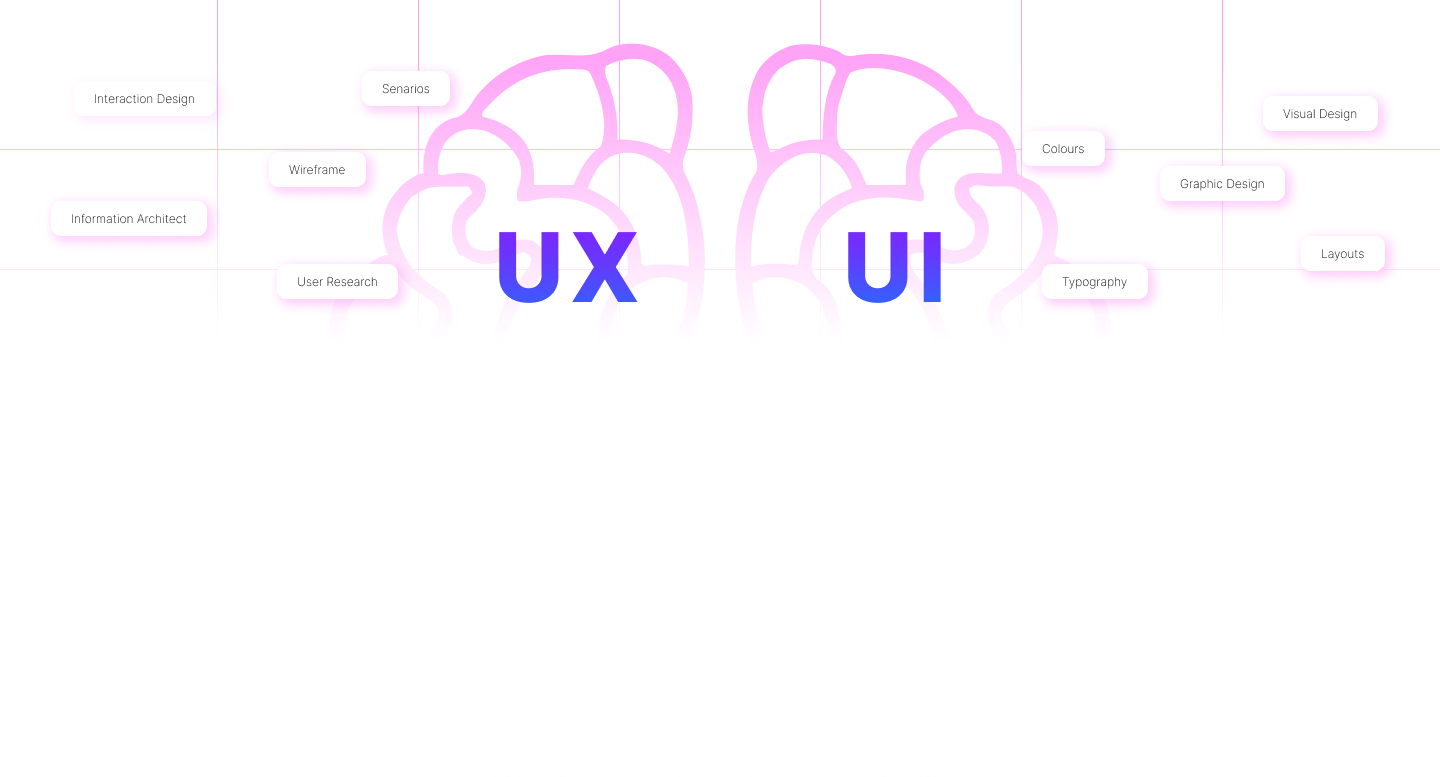 Interaction Design
Senarios
Wireframe
Information Architect
User Research
UX
UI
Colours
Visual Design
Graphic Design
Layouts
Typography